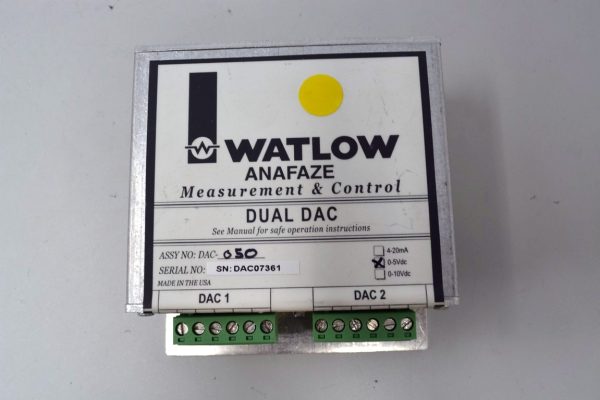 WATLOW
ANAFAZE
Measurement & Control
DUAL DAC
See Manual for safe operation instructions
ASSY NO: DAC- 050
4-20mA
0-5Vdc
SERIAL NO: SN: DAC07361
0-10Vdc
MADE IN THE USA
DAC 1 DAC 2